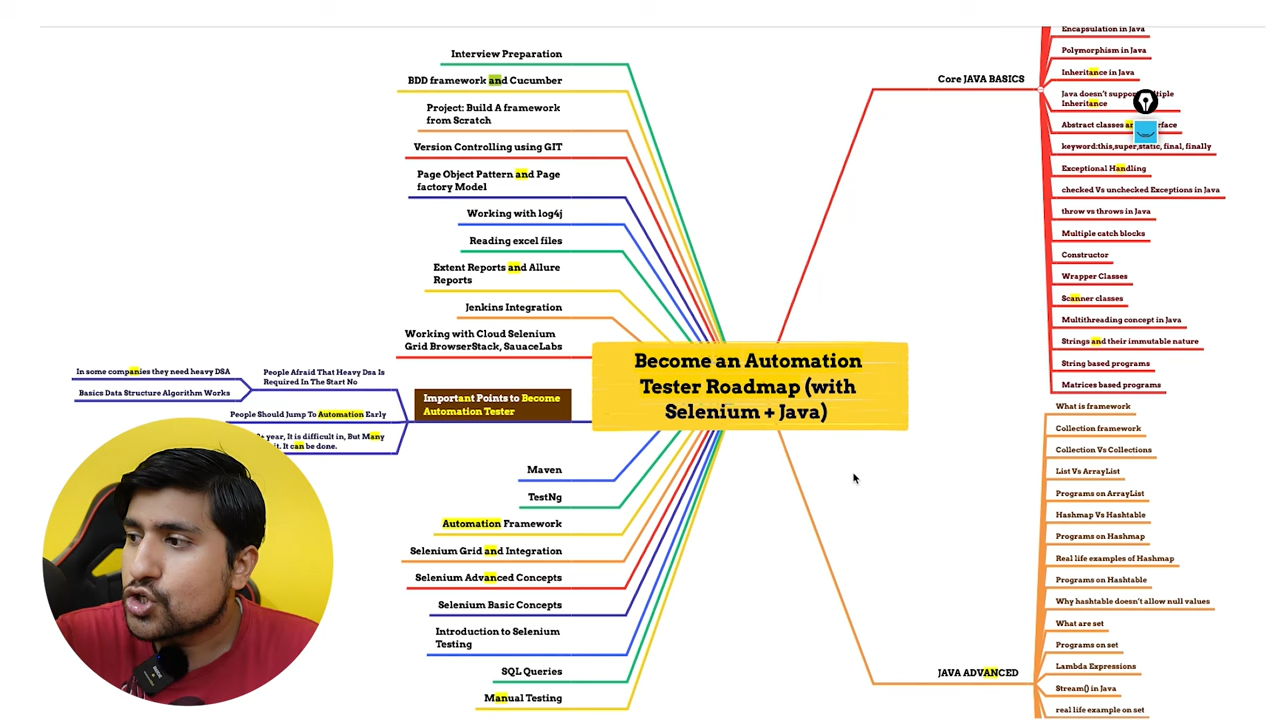 Interview Preparation
BDD framework and Cucumber
Project: Build A framework
from Scratch
Version Controlling using GIT
Page Object Pattern and Page
factory Model
Working with log4j
Reading excel files
Extent Reports and Allure
Reports
Jenkins Integration
Working with Cloud Selenium
Grid BrowserStack, SauaceLabs
Important Points to Become
Automation Tester
People Afraid That Heavy Dsa Is
Required In The Start No
In some companies they need heavy DSA
Basics Data Structure Algorithm Works
People Should Jump To Automation Early
year, It is difficult in, But Many
it. It can be done.
Maven
TestNg
Automation Framework
Selenium Grid and Integration
Selenium Advanced Concepts
Selenium Basic Concepts
Introduction to Selenium
Testing
SQL Queries
Manual Testing
Become an Automation
Tester Roadmap (with
Selenium + Java)
Core JAVA BASICS
Encapsulation in Java
Polymorphism in Java
Inheritance in Java
Java doesn't
Inheritance
Abstract classes
keyword:this,super,static, final, finally
Exceptional Handling
checked Vs unchecked Exceptions in Java
throw vs throws in Java
Multiple catch blocks
Constructor
Wrapper Classes
Scanner classes
Multithreading concept in Java
Strings and their immutable nature
String based programs
Matrices based programs
JAVA ADVANCED
What is framework
Collection framework
Collection Vs Collections
List Vs ArrayList
Programs on ArrayList
Hashmap Vs Hashtable
Programs on Hashmap
Real life examples of Hashmap
Programs on Hashtable
Why hashtable doesn't allow null values
What are set
Programs on set
Lambda Expressions
Stream() in Java
real life example on set